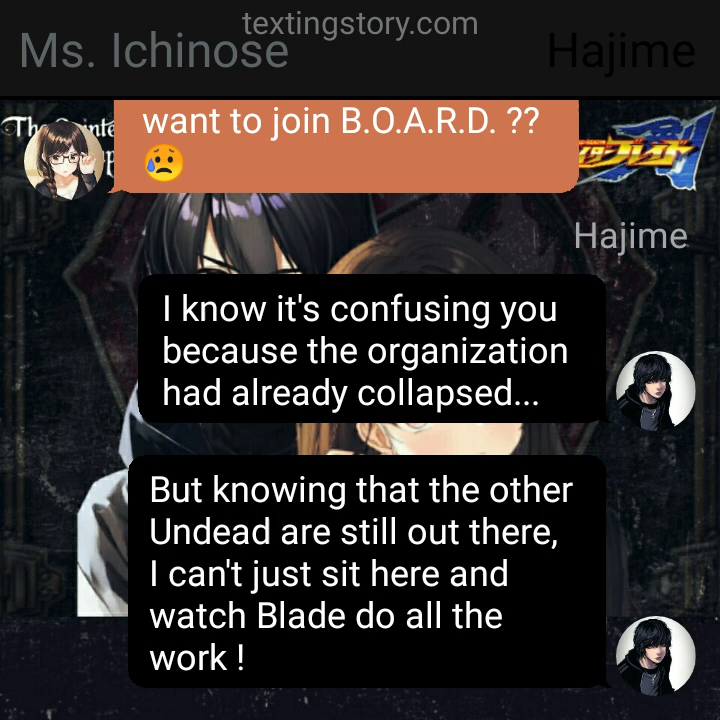 textingstory.com
Ms. Ichinose
Hajime
want to join B.O.A.R.D. ??
😥
Hajime
I know it's confusing you
because the organization
had already collapsed...
But knowing that the other
Undead are still out there,
I can't just sit here and
watch Blade do all the
work !